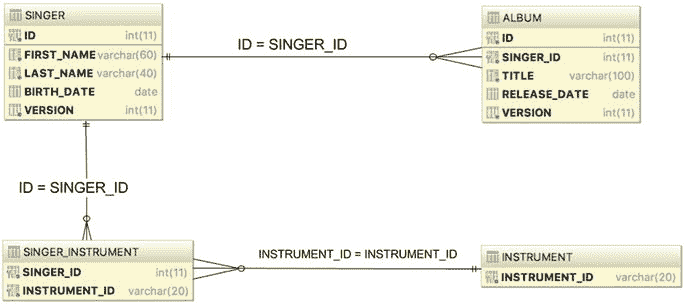 SINGER
ID int(11)
FIRST_NAME varchar(60)
LAST_NAME varchar(40)
BIRTH_DATE date
VERSION int(11)
ID = SINGER_ID
ALBUM
ID int(11)
SINGER_ID int(11)
TITLE varchar(100)
RELEASE_DATE date
VERSION int(11)
ID = SINGER_ID
SINGER_INSTRUMENT
SINGER_ID int(11)
INSTRUMENT_ID varchar(20)
INSTRUMENT_ID = INSTRUMENT_ID
INSTRUMENT
INSTRUMENT_ID varchar(20)